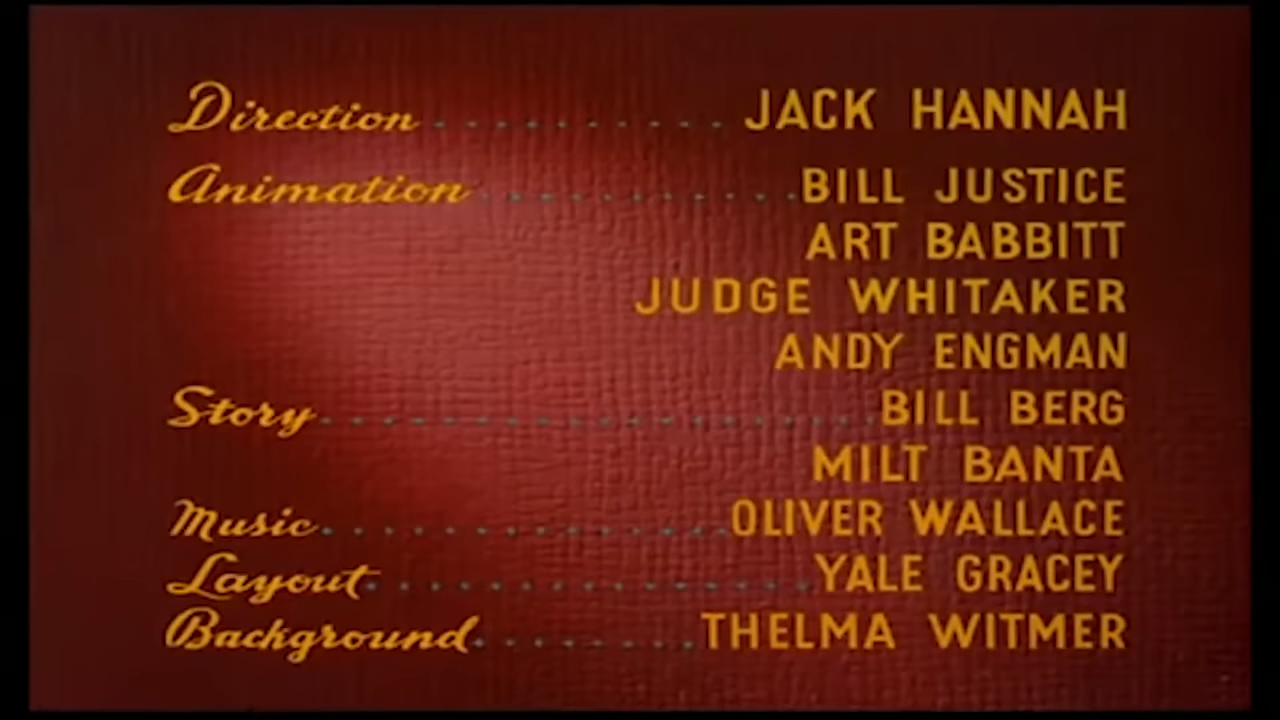 Direction . . . . . . . . . . JACK HANNAH
Animation . . . . . . . . . . . BILL JUSTICE
ART BABBITT
JUDGE WHITAKER
ANDY ENGMAN
Story . . . . . . . . . . . . . . . . . . BILL BERG
MILT BANTA
Music . . . . . . . . . . . . . OLIVER WALLACE
Layout . . . . . . . . . . . . . . . YALE GRACEY
Background . . . . . . . . THELMA WITMER